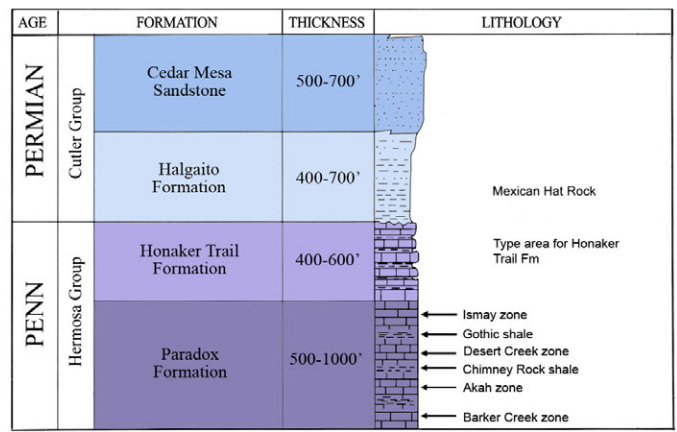 AGE FORMATION THICKNESS LITHOLOGY
PERMIAN
Cutler Group
Cedar Mesa
Sandstone
500-700’
Halgaito
Formation
400-700’
Mexican Hat Rock
PENN
Hermosa Group
Honaker Trail
Formation
400-600’
Type area for Honaker
Trail Fm
Paradox
Formation
500-1000’
Ismay zone
Gothic shale
Desert Creek zone
Chimney Rock shale
Akah zone
Barker Creek zone